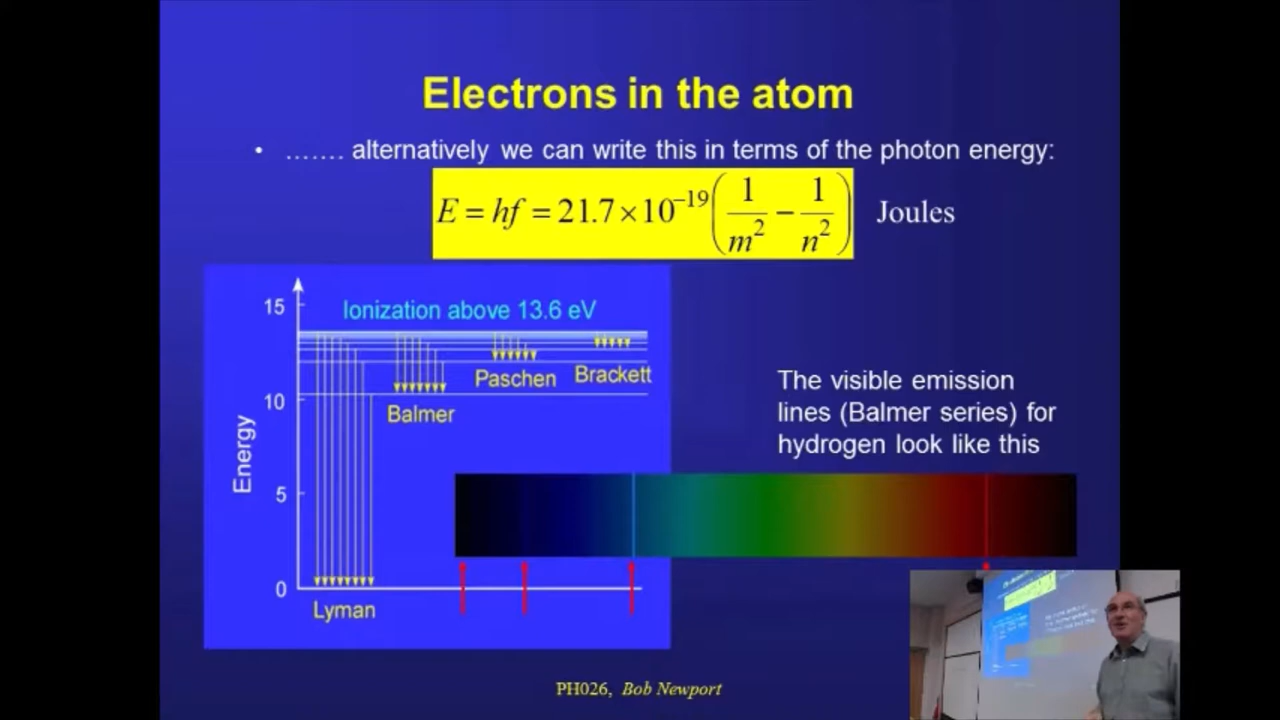 Electrons in the atom
• ……. alternatively we can write this in terms of the photon energy:
E = hf = 21.7×10⁻¹⁹(1/m² − 1/n²) Joules
15
Ionization above 13.6 eV
Paschen
Brackett
10
Balmer
The visible emission
lines (Balmer series) for
hydrogen look like this
Energy
5
0
Lyman
PH026, Bob Newport